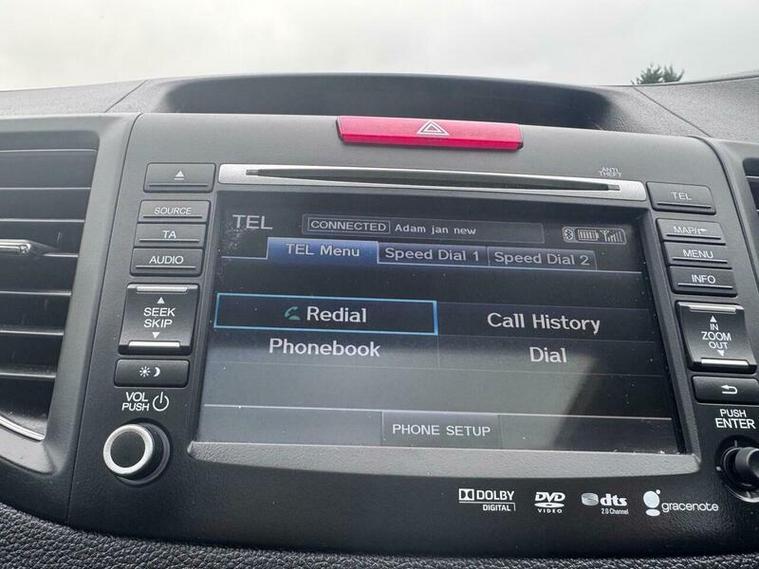 ANTI
THEFT
SOURCE
TA
AUDIO
SEEK
SKIP
VOL
PUSH
TEL
CONNECTED Adam jan new
TEL Menu Speed Dial 1 Speed Dial 2
Redial Call History
Phonebook Dial
PHONE SETUP
TEL
MAP/
MENU
INFO
IN
ZOOM
OUT
PUSH
ENTER
DOLBY
DIGITAL
DVD
VIDEO
dts
2.0 Channel
gracenote